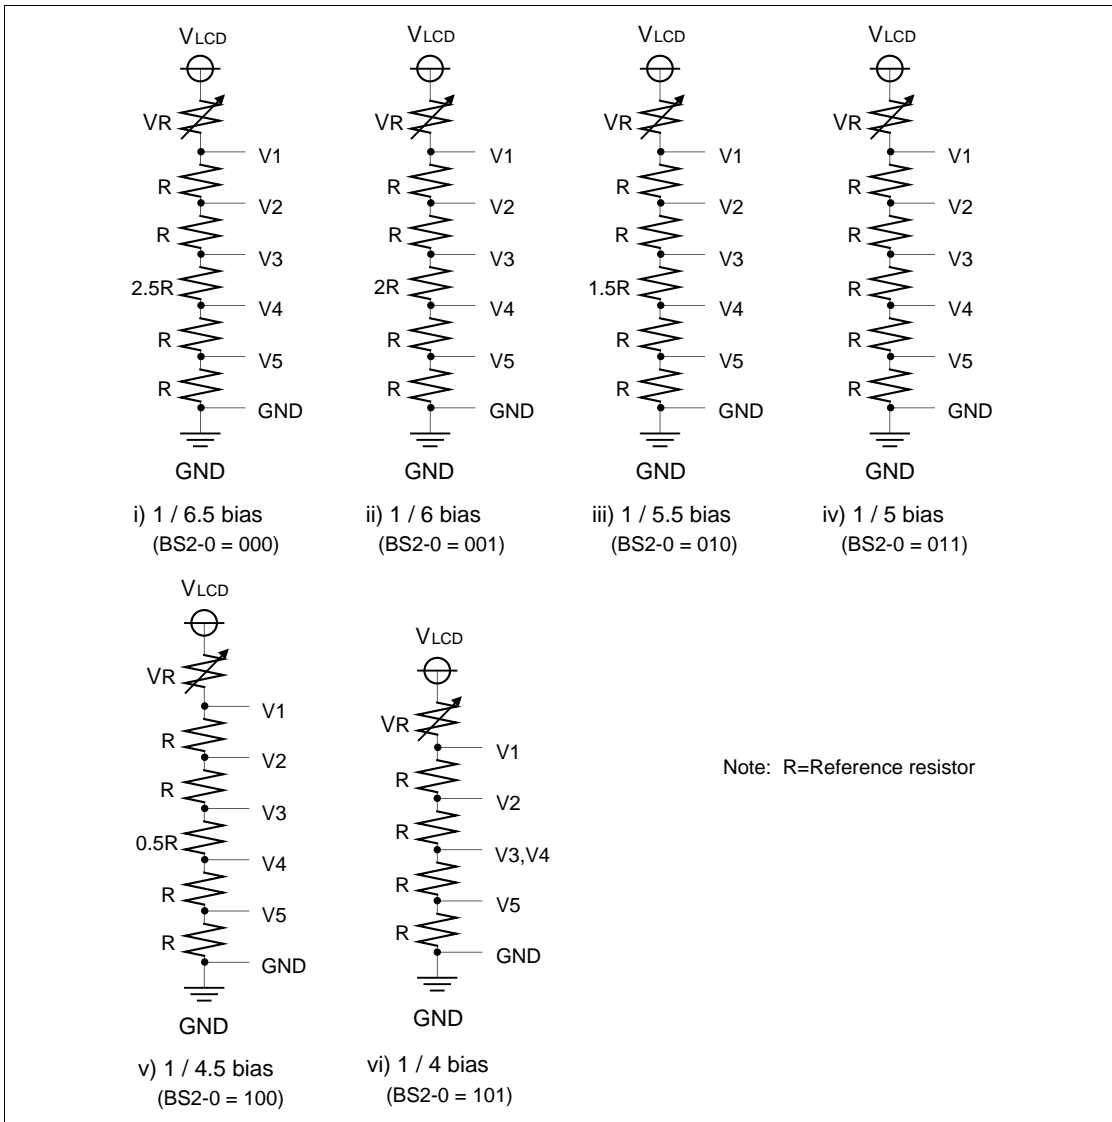 VLCD
VR
V1
R
V2
R
V3
2.5R
V4
R
V5
R
GND
GND
i) 1 / 6.5 bias
(BS2-0 = 000)
VLCD
VR
V1
R
V2
R
V3
2R
V4
R
V5
R
GND
GND
ii) 1 / 6 bias
(BS2-0 = 001)
VLCD
VR
V1
R
V2
R
V3
1.5R
V4
R
V5
R
GND
GND
iii) 1 / 5.5 bias
(BS2-0 = 010)
VLCD
VR
V1
R
V2
R
V3
R
V4
R
V5
R
GND
GND
iv) 1 / 5 bias
(BS2-0 = 011)
VLCD
VR
V1
R
V2
R
V3
0.5R
V4
R
V5
R
GND
GND
v) 1 / 4.5 bias
(BS2-0 = 100)
VLCD
VR
V1
R
V2
R
V3,V4
R
V5
R
GND
GND
vi) 1 / 4 bias
(BS2-0 = 101)
Note: R=Reference resistor